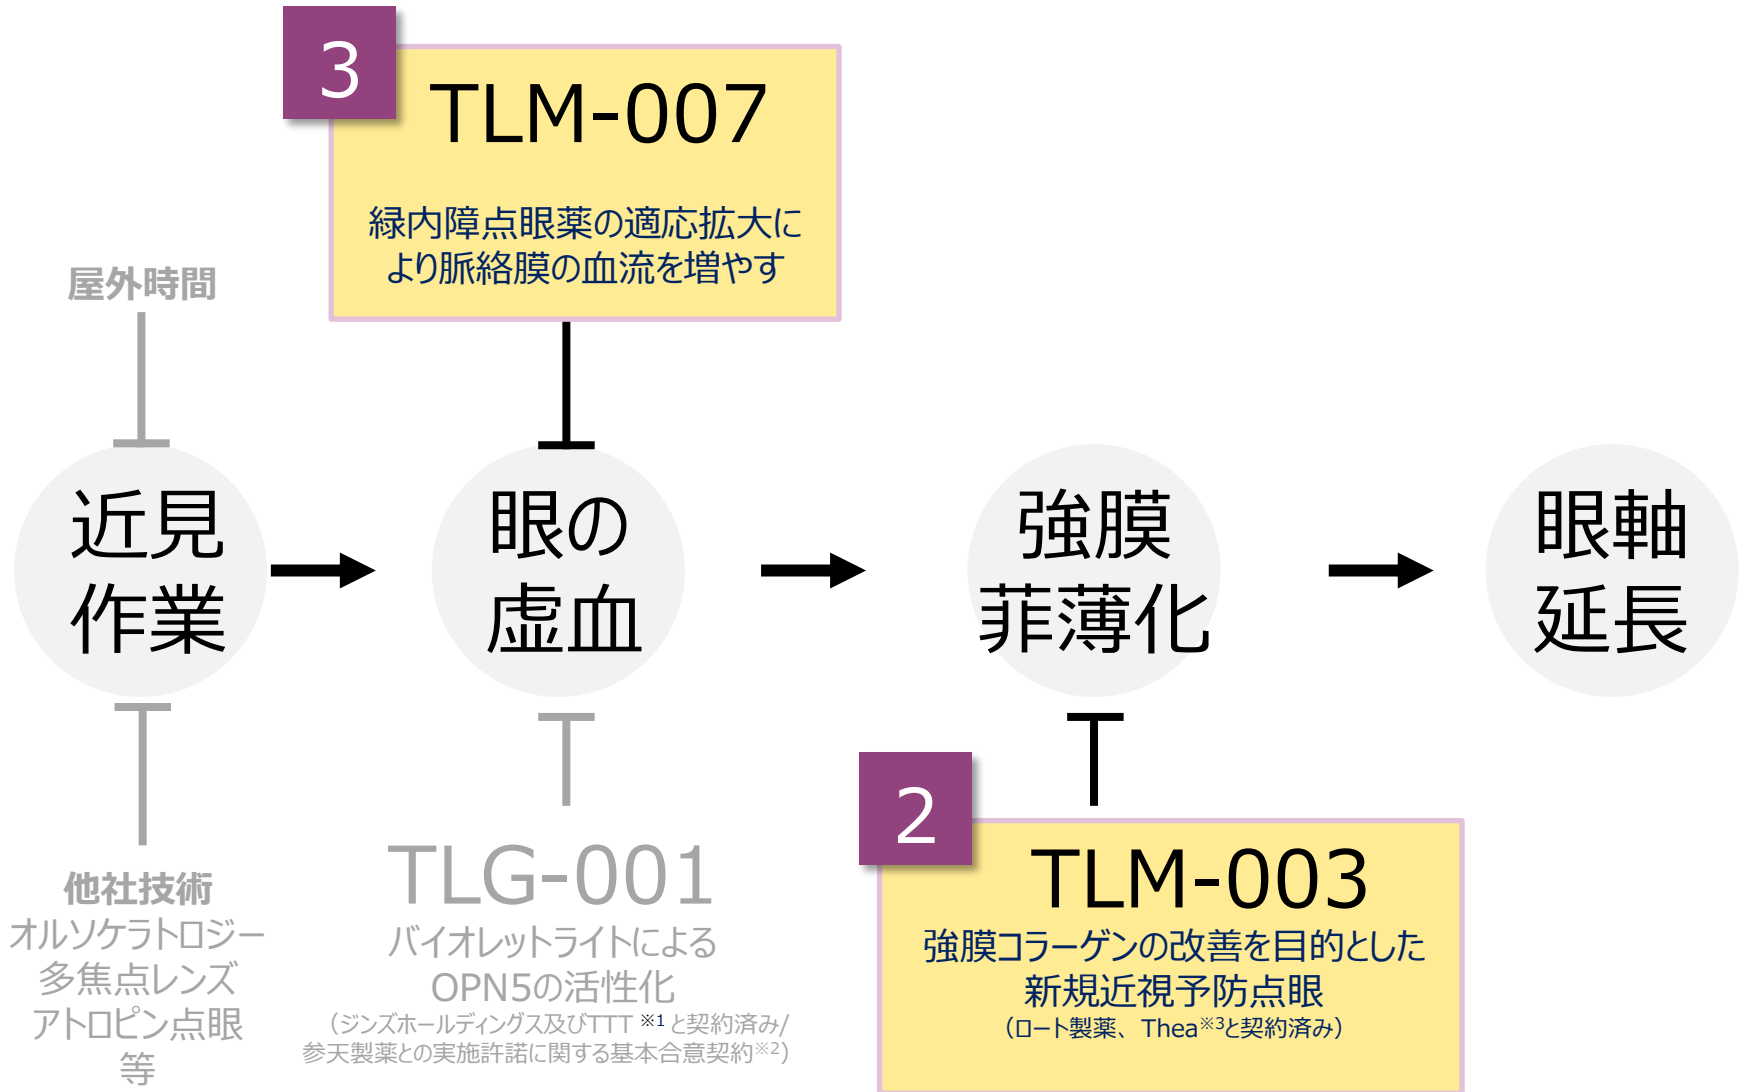 3
TLM-007
緑内障点眼薬の適応拡大に
より脈絡膜の血流を増やす
屋外時間
近見
作業
眼の
虚血
強膜
菲薄化
眼軸
延長
他社技術
オルソケラトロジー
多焦点レンズ
アトロピン点眼
等
TLG-001
バイオレットライトによる
OPN5の活性化
（ジンズホールディングス及びTTT ※1 と契約済み/
参天製薬との実施許諾に関する基本合意契約※2）
2
TLM-003
強膜コラーゲンの改善を目的とした
新規近視予防点眼
（ロート製薬、Thea※3と契約済み）